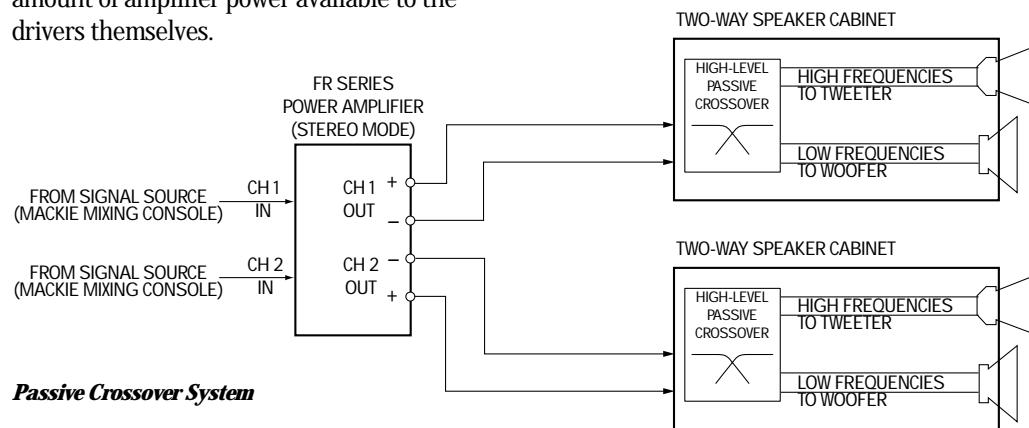 amount of amplifier power available to the
drivers themselves.
TWO-WAY SPEAKER CABINET
FR SERIES
POWER AMPLIFIER
(STEREO MODE)
HIGH-LEVEL
PASSIVE
CROSSOVER
HIGH FREQUENCIES
TO TWEETER
LOW FREQUENCIES
TO WOOFER
FROM SIGNAL SOURCE
(MACKIE MIXING CONSOLE)
CH 1
IN
CH 1
OUT
+
–
FROM SIGNAL SOURCE
(MACKIE MIXING CONSOLE)
CH 2
IN
CH 2
OUT
–
+
TWO-WAY SPEAKER CABINET
HIGH-LEVEL
PASSIVE
CROSSOVER
HIGH FREQUENCIES
TO TWEETER
LOW FREQUENCIES
TO WOOFER
Passive Crossover System